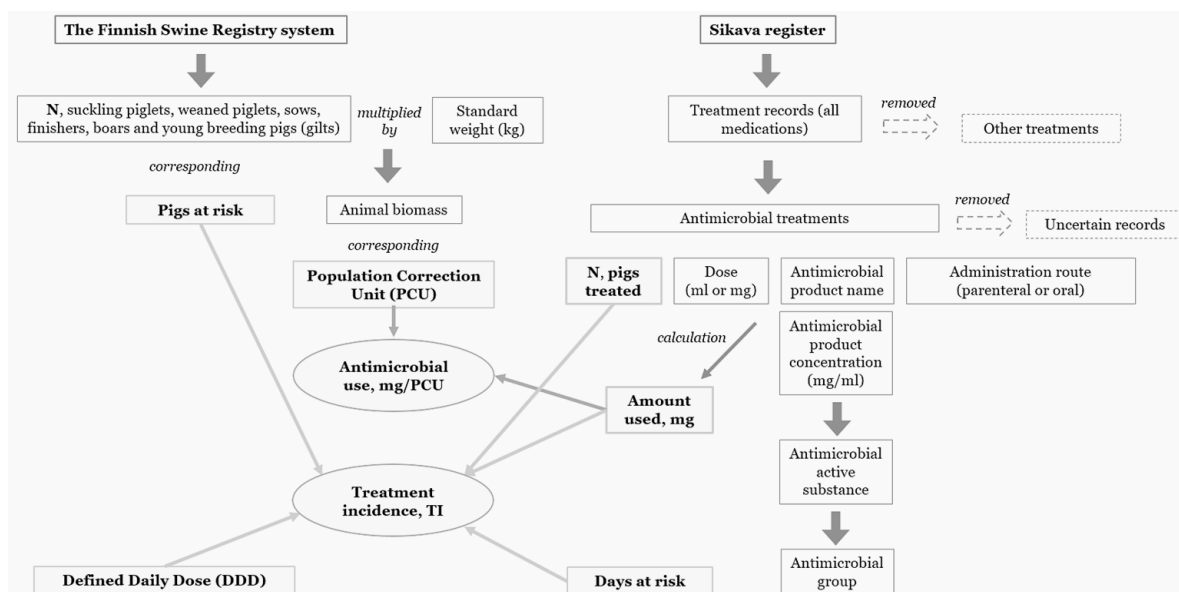 The Finnish Swine Registry system
Sikava register
N, suckling piglets, weaned piglets, sows,
finishers, boars and young breeding pigs (gilts)
multiplied
by
Standard
weight (kg)
Treatment records (all
medications)
removed
Other treatments
corresponding
Pigs at risk
Animal biomass
Antimicrobial treatments
removed
Uncertain records
corresponding
Population Correction
Unit (PCU)
N, pigs
treated
Dose
(ml or mg)
Antimicrobial
product name
Administration route
(parenteral or oral)
calculation
Antimicrobial
product
concentration
(mg/ml)
Antimicrobial
use, mg/PCU
Amount
used, mg
Antimicrobial
active
substance
Treatment
incidence, TI
Defined Daily Dose (DDD)
Days at risk
Antimicrobial
group